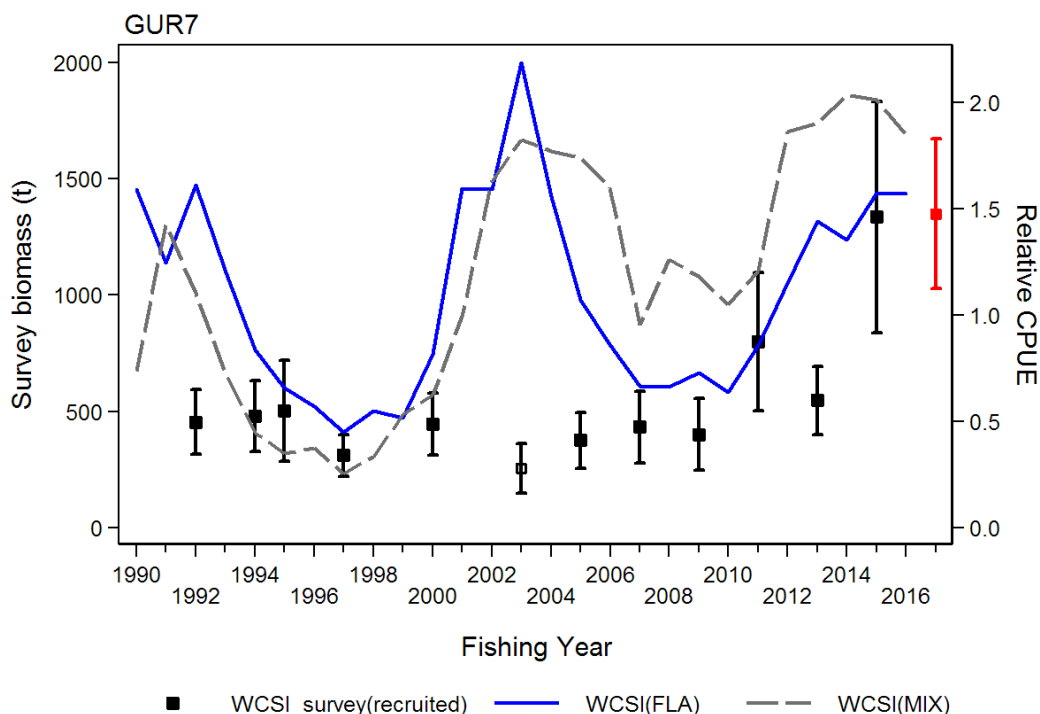 GUR7
2000
1500
1000
500
0
Survey biomass (t)
2.0
1.5
1.0
0.5
0.0
Relative CPUE
1990 1994 1998 2002 2006 2010 2014
1992 1996 2000 2004 2008 2012 2016
Fishing Year
WCSI survey(recruited) WCSI(FLA) WCSI(MIX)